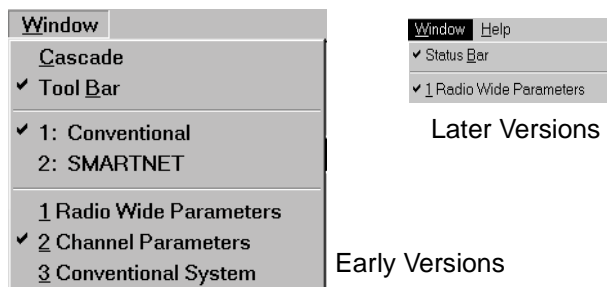 Window
Cascade
✔ Tool Bar
✔ 1: Conventional
2: SMARTNET
1 Radio Wide Parameters
✔ 2 Channel Parameters
3 Conventional System
Early Versions
Window Help
✔ Status Bar
✔ 1 Radio Wide Parameters
Later Versions